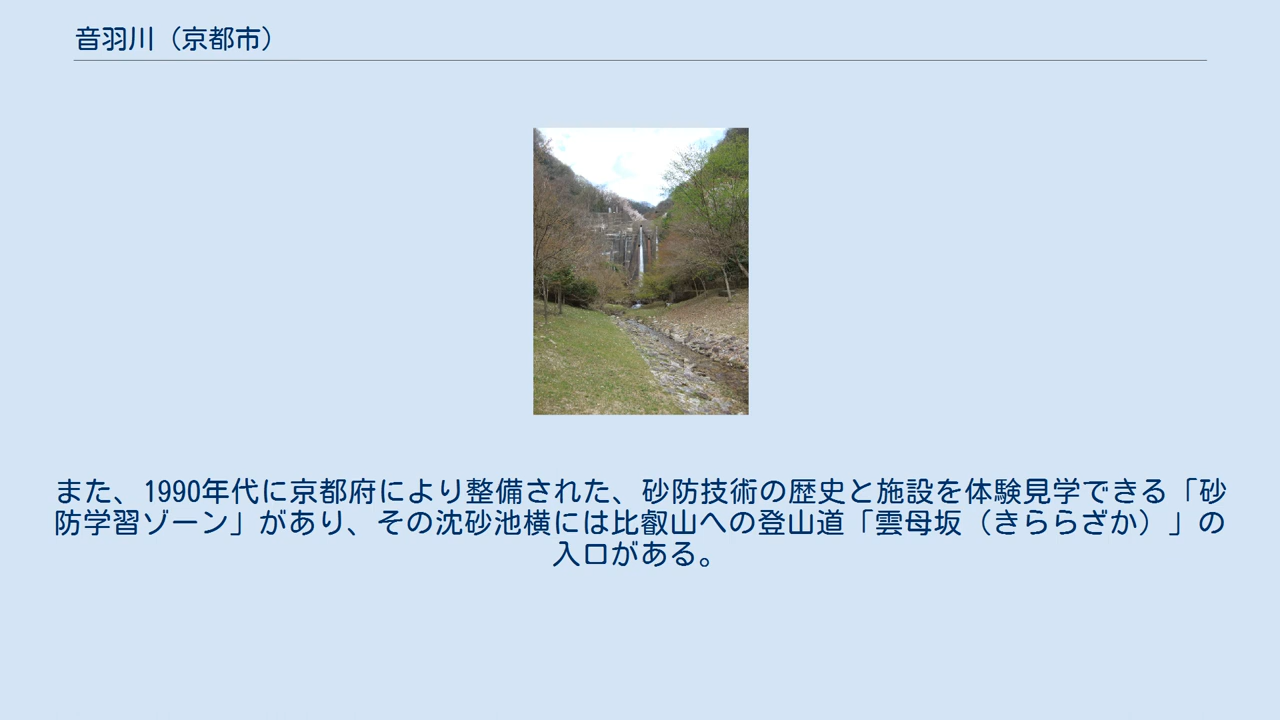 音羽川（京都市）
また、1990年代に京都府により整備された、砂防技術の歴史と施設を体験見学できる「砂
防学習ゾーン」があり、その沈砂池横には比叡山への登山道「雲母坂（きららざか）」の
入口がある。